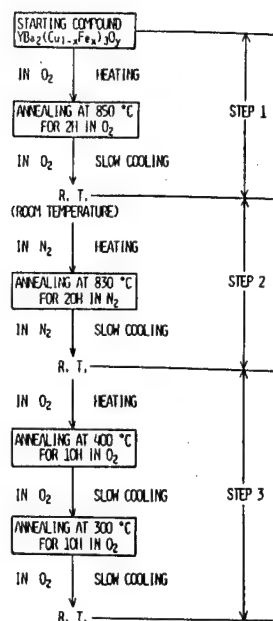 STARTING COMPOUND
YBa2(Cu1-xFex)3Oy
IN O2 HEATING
ANNEALING AT 850 °C
FOR 2H IN O2
STEP 1
IN O2 SLOW COOLING
R. T.
(ROOM TEMPERATURE)
IN N2 HEATING
STEP 2
ANNEALING AT 830 °C
FOR 20H IN N2
IN N2 SLOW COOLING
R. T.
IN O2 HEATING
ANNEALING AT 400 °C
FOR 10H IN O2
IN O2 SLOW COOLING
STEP 3
ANNEALING AT 300 °C
FOR 10H IN O2
IN O2 SLOW COOLING
R. T.